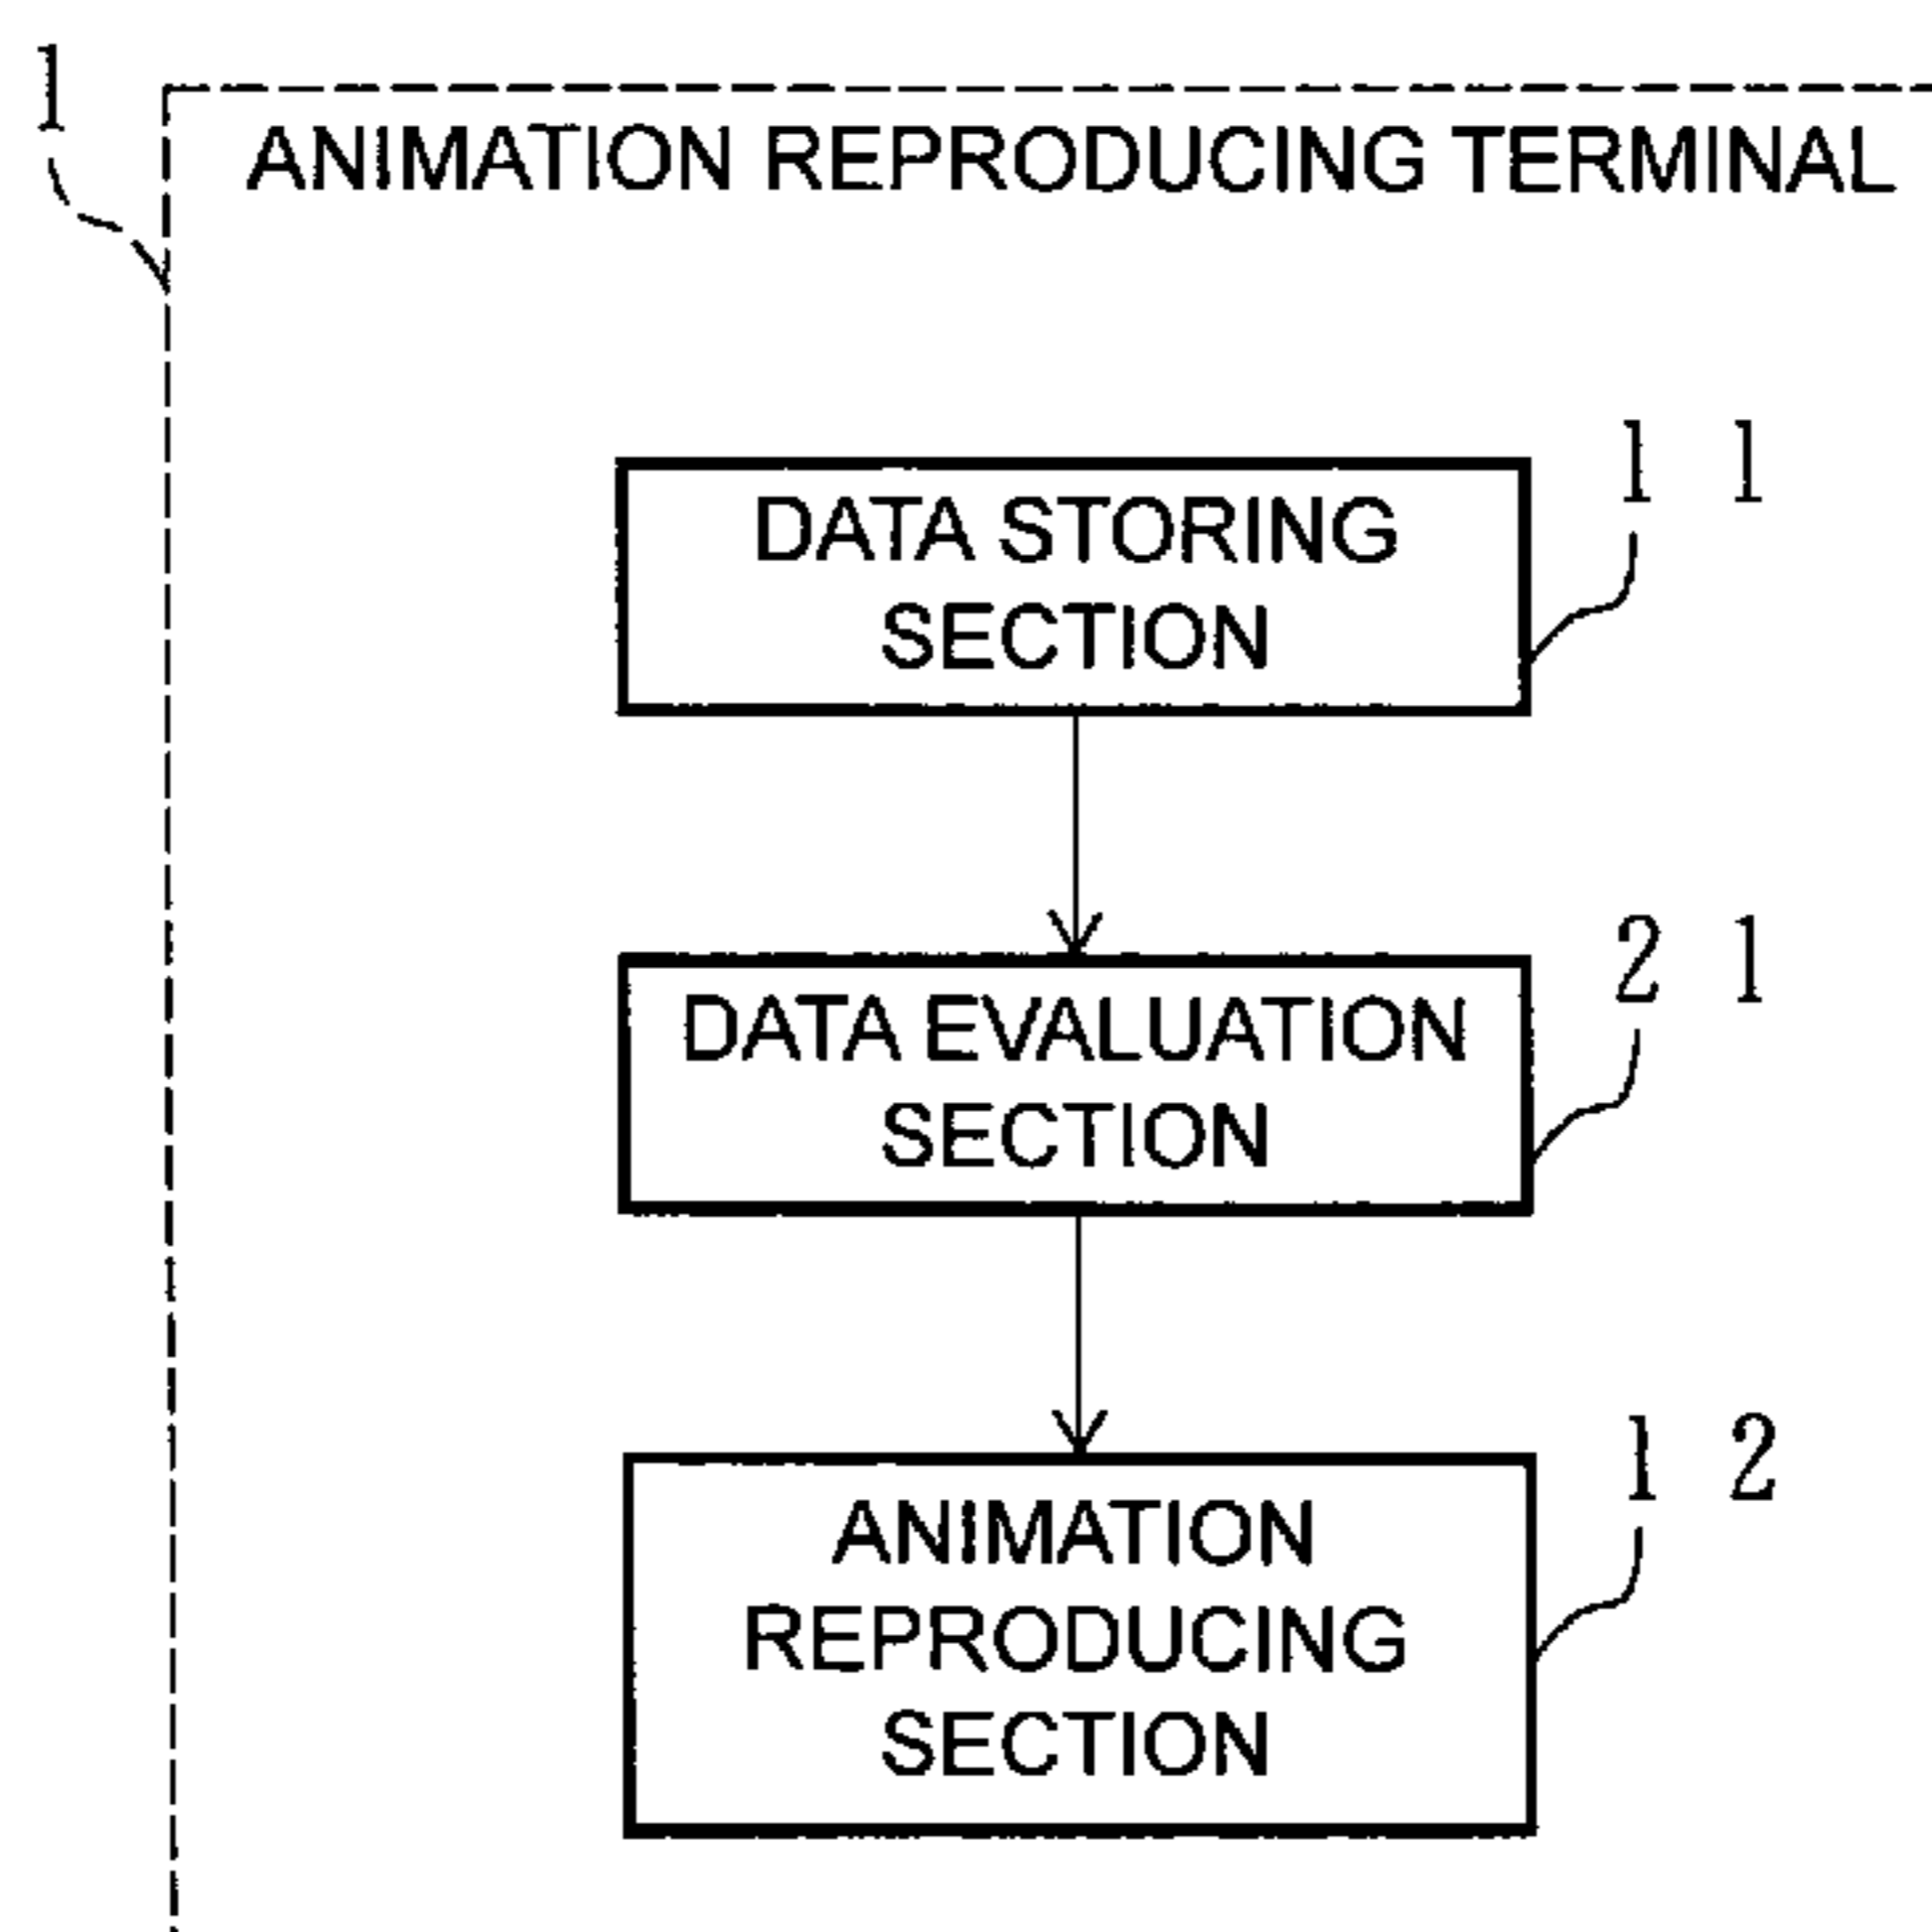 1
ANIMATION REPRODUCING TERMINAL
11
DATA STORING
SECTION
21
DATA EVALUATION
SECTION
12
ANIMATION
REPRODUCING
SECTION